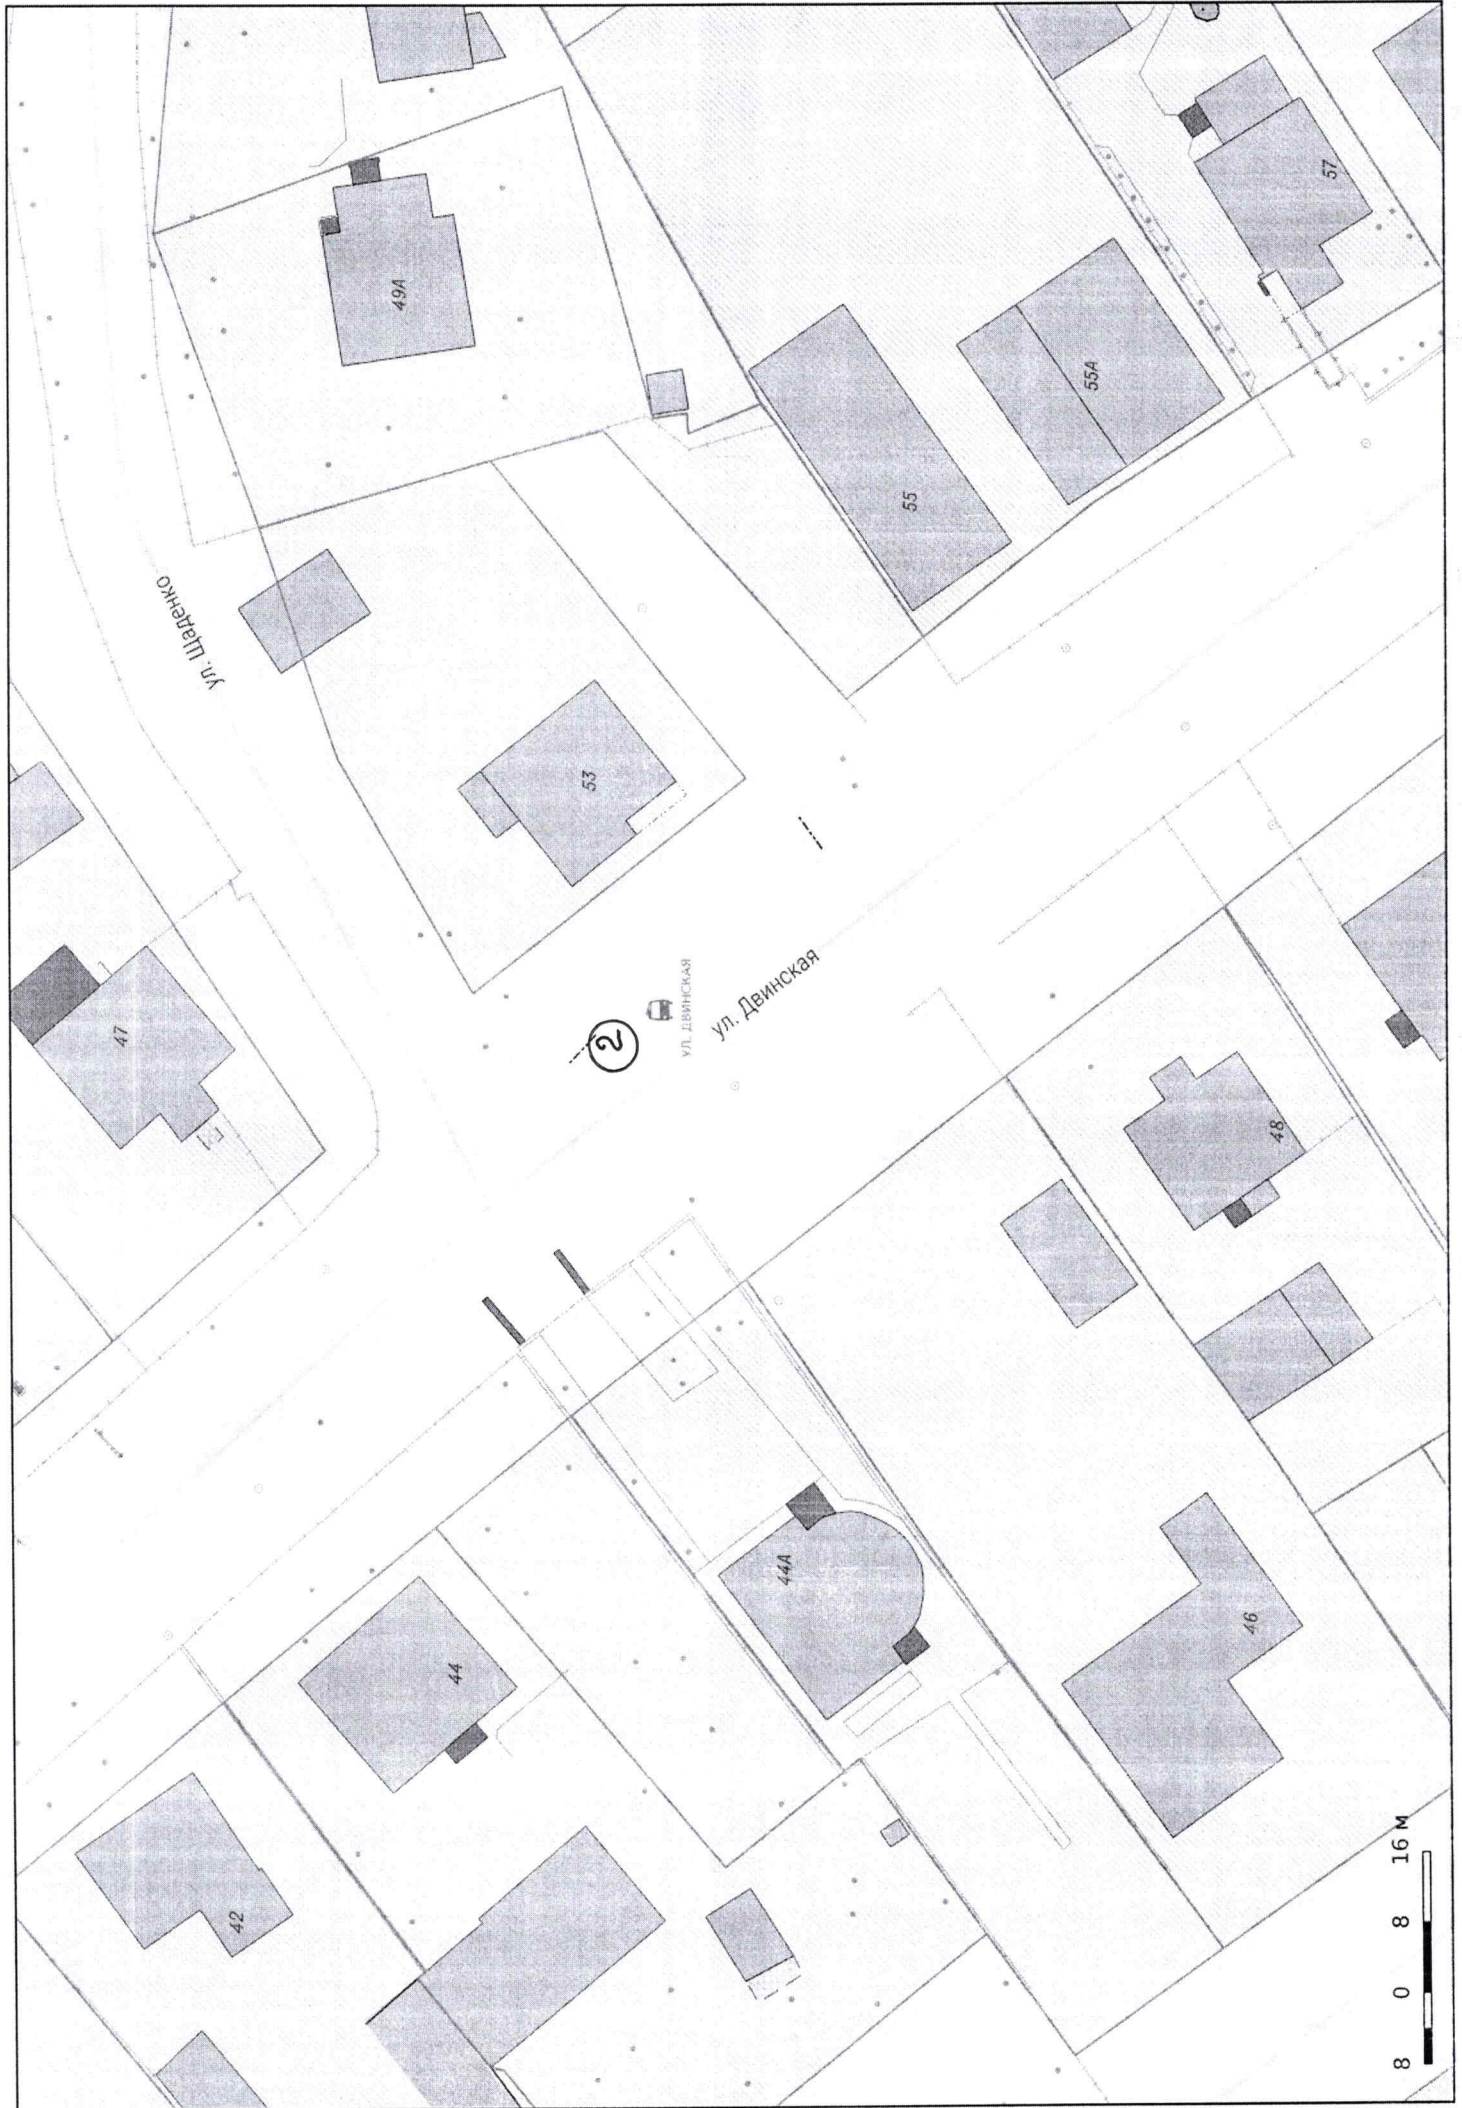 49А
57
55А
55
ул. Щаденко
53
47
2
УЛ. ДВИНСКАЯ
ул. Двинская
48
44А
46
44
42
8 0 8 16 м